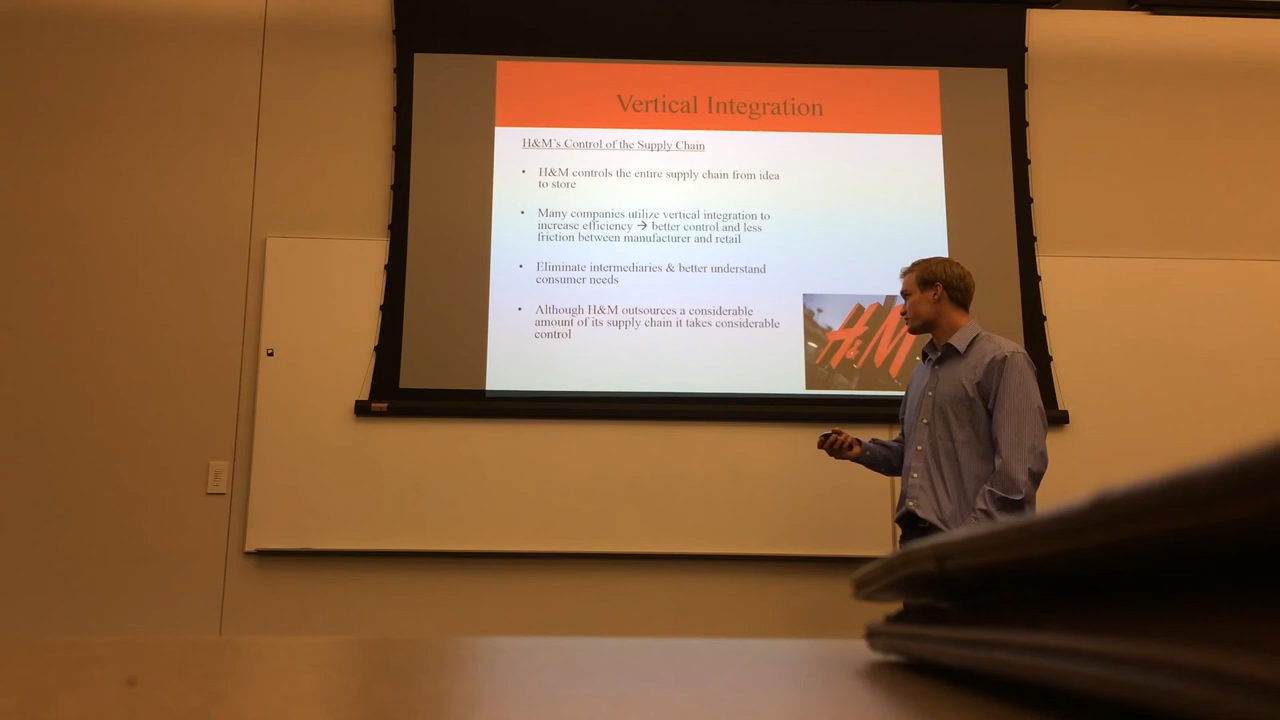 Vertical Integration
H&M's Control of the Supply Chain
• H&M controls the entire supply chain from idea
to store
• Many companies utilize vertical integration to
increase efficiency → better control and less
friction between manufacturer and retail
• Eliminate intermediaries & better understand
consumer needs
• Although H&M outsources a considerable
amount of its supply chain it takes considerable
control
H&M